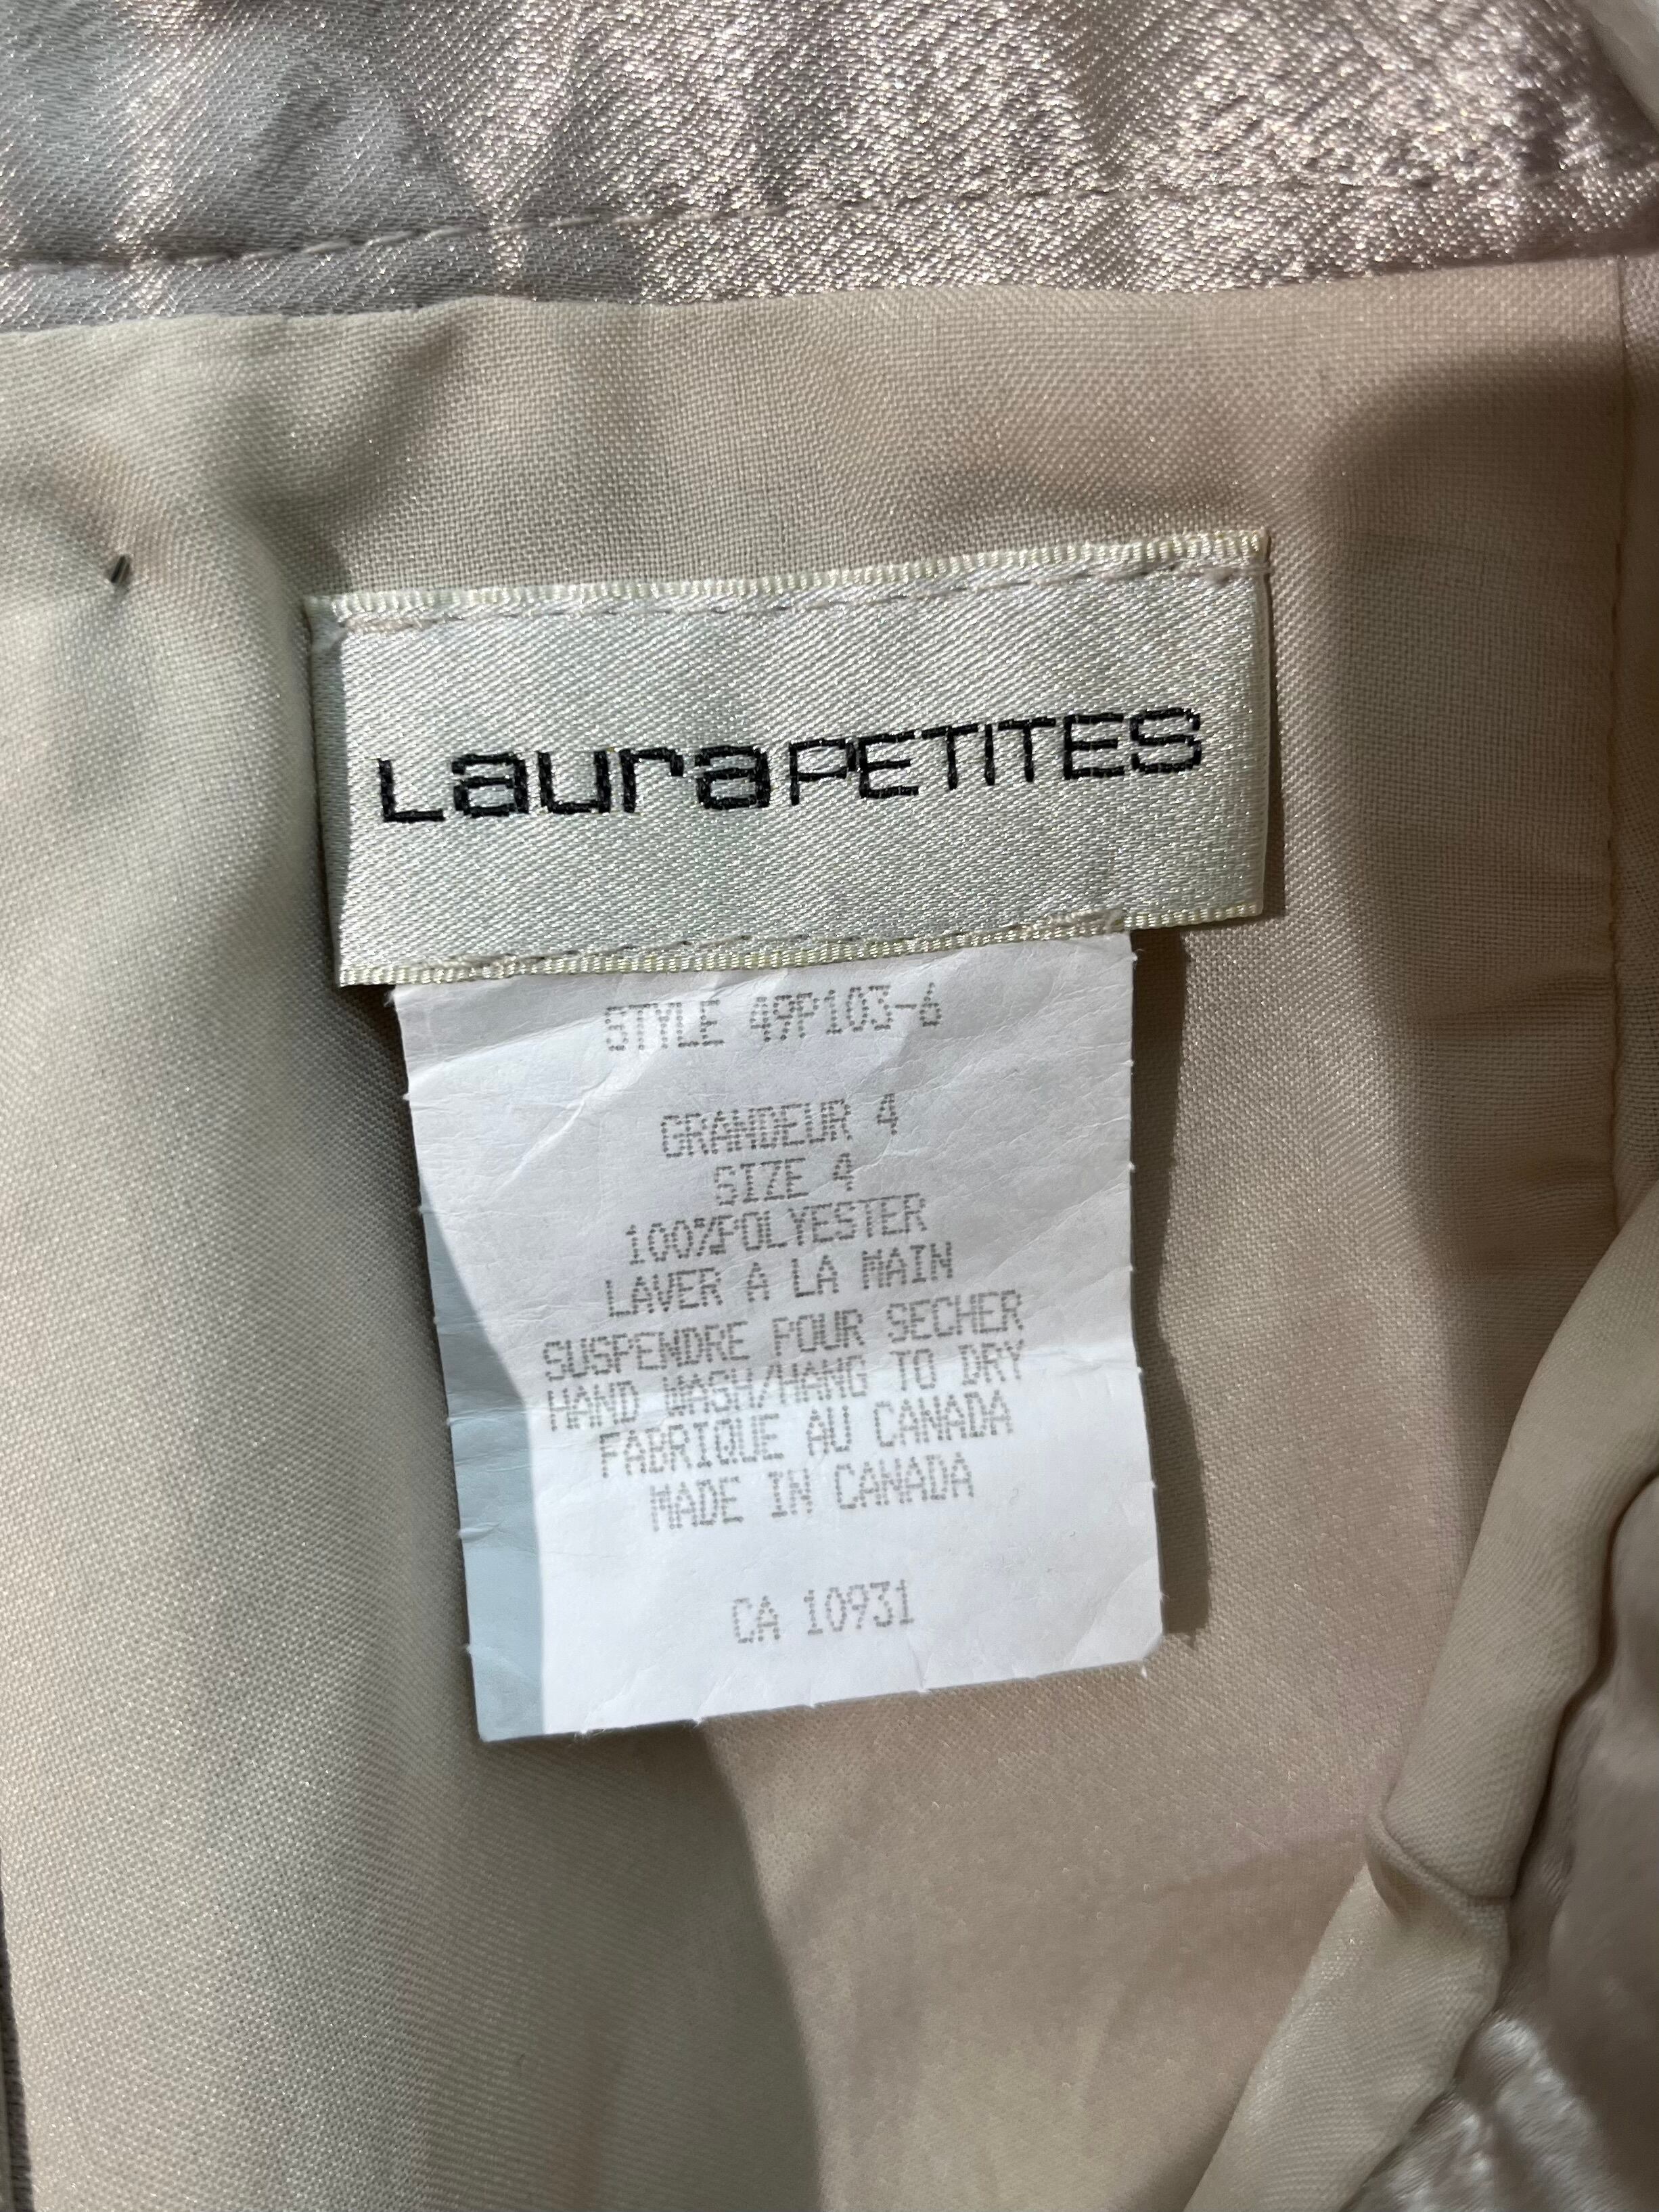 Laura PETITES
STYLE 49P103-6
GRANDEUR 4
SIZE 4
100%POLYESTER
LAVER A LA MAIN
SUSPENDRE POUR SECHER
HAND WASH/HANG TO DRY
FABRIQUE AU CANADA
MADE IN CANADA
CA 10931